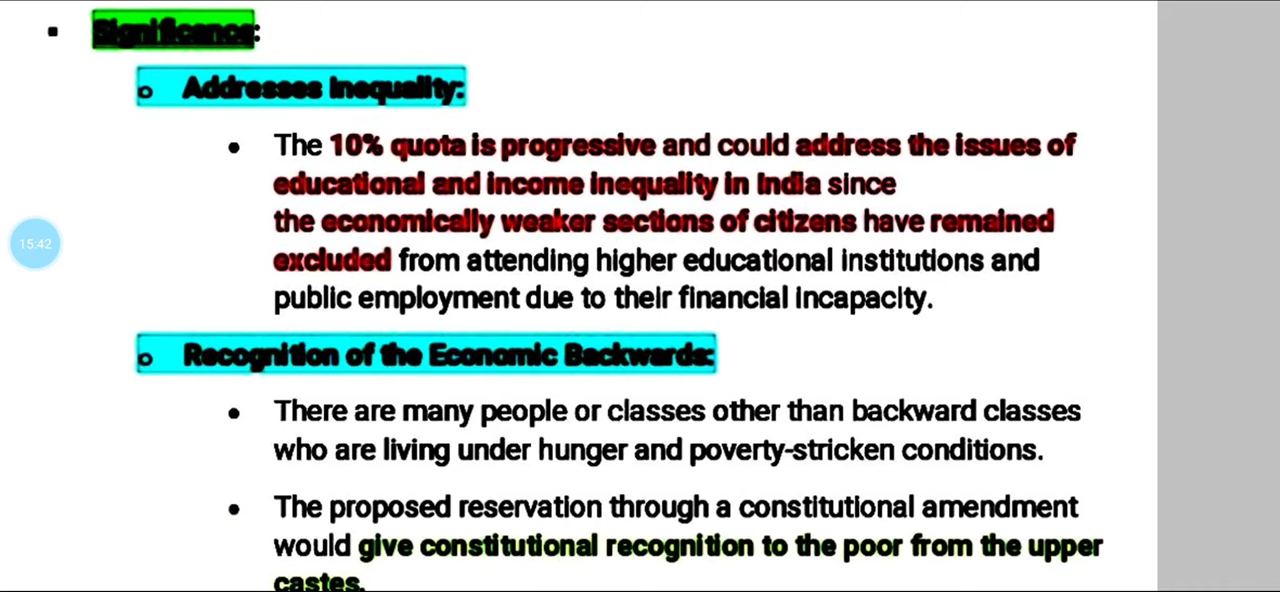 ▪ Significance:
o Addresses Inequality:
• The 10% quota is progressive and could address the issues of
educational and income inequality in India since
the economically weaker sections of citizens have remained
excluded from attending higher educational institutions and
15:42
public employment due to their financial incapacity.
o Recognition of the Economic Backwards:
• There are many people or classes other than backward classes
who are living under hunger and poverty-stricken conditions.
• The proposed reservation through a constitutional amendment
would give constitutional recognition to the poor from the upper
castes.